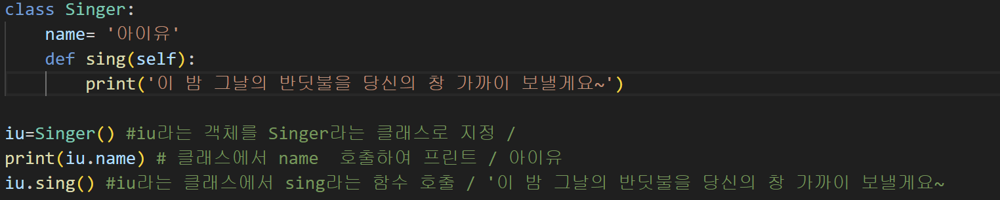 class Singer:
name= '아이유'
def sing(self):
print('이 밤 그날의 반딧불을 당신의 창 가까이 보낼게요~')
iu=Singer() #iu라는 객체를 Singer라는 클래스로 지정 /
print(iu.name) # 클래스에서 name  호출하여 프린트 / 아이유
iu.sing() #iu라는 클래스에서 sing라는 함수 호출 / '이 밤 그날의 반딧불을 당신의 창 가까이 보낼게요~